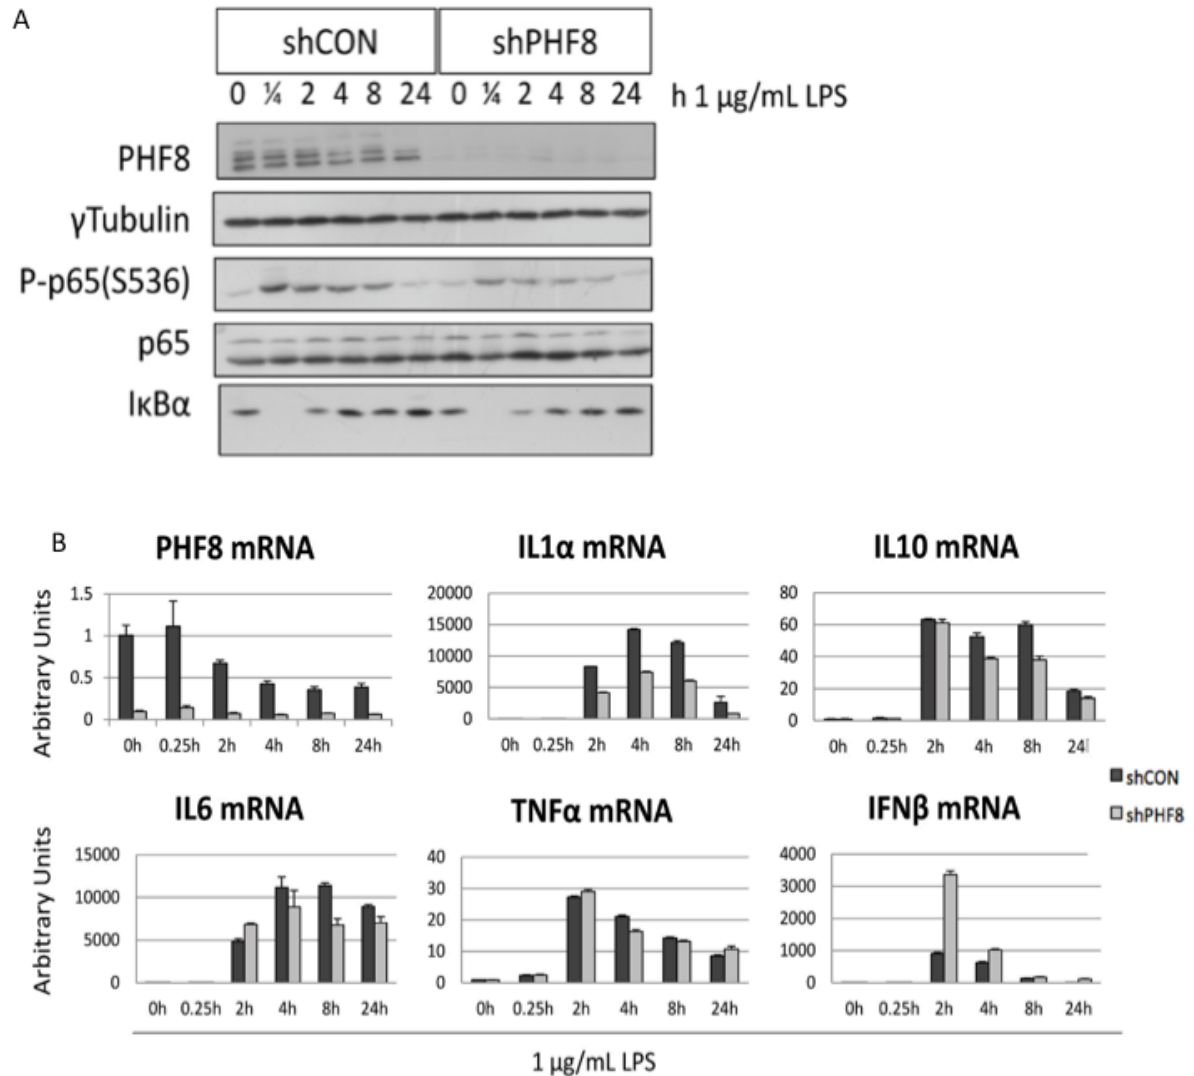 A
shCON shPHF8
0 ¼ 2 4 8 24 0 ¼ 2 4 8 24 h 1 µg/mL LPS
PHF8
γTubulin
P-p65(S536)
p65
IκBα
B
PHF8 mRNA IL1α mRNA IL10 mRNA
Arbitrary Units
1.5
1
0.5
0
0h 0.25h 2h 4h 8h 24h
20000
15000
10000
5000
0
0h 0.25h 2h 4h 8h 24h
80
60
40
20
0
0h 0.25h 2h 4h 8h 24
shCON
shPHF8
IL6 mRNA TNFα mRNA IFNβ mRNA
Arbitrary Units
15000
10000
5000
0
0h 0.25h 2h 4h 8h 24h
40
30
20
10
0
0h 0.25h 2h 4h 8h 24h
4000
3000
2000
1000
0
0h 0.25h 2h 4h 8h 24h
1 µg/mL LPS